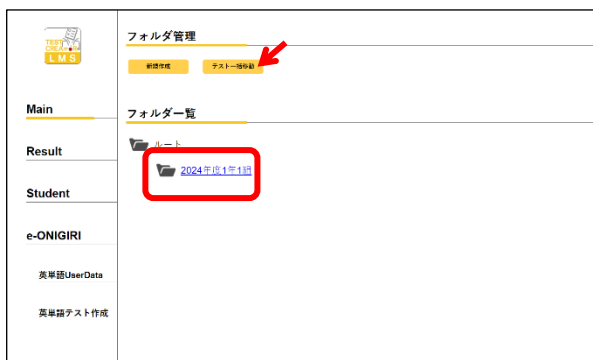 TEST
CREATOR
LMS
フォルダ管理
新規作成
テスト一括移動
Main
フォルダ一覧
ルート
Result
2024年度1年1組
Student
e-ONIGIRI
英単語UserData
英単語テスト作成